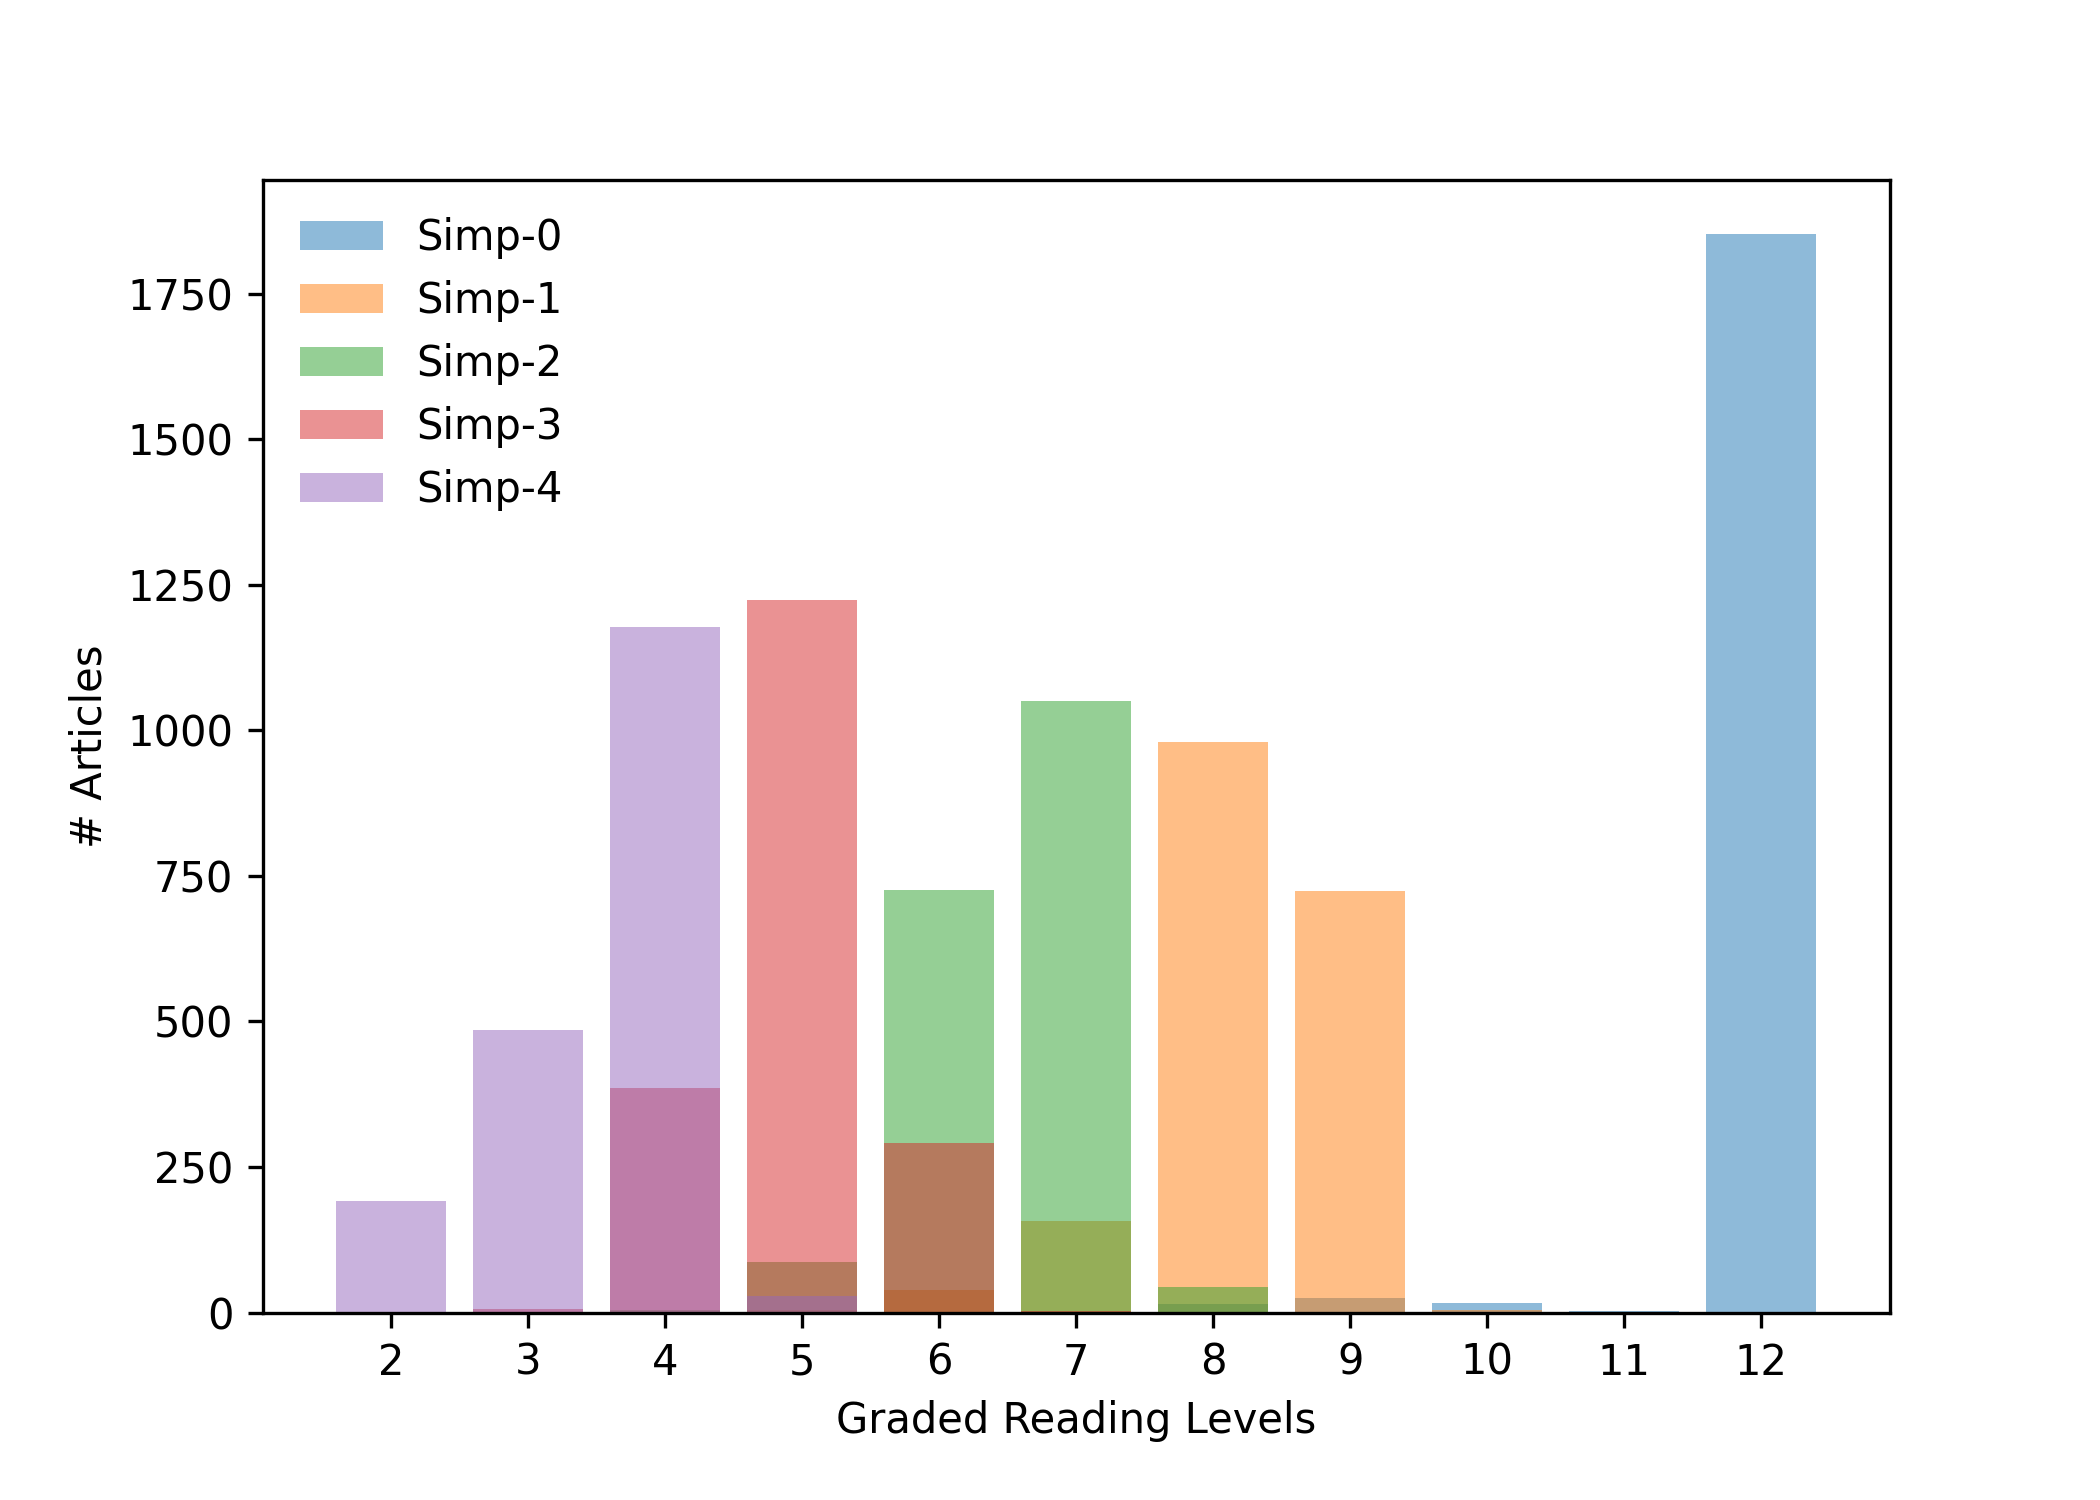 Simp-0
Simp-1
Simp-2
Simp-3
Simp-4
1750
1500
1250
1000
750
500
250
0
# Articles
2 3 4 5 6 7 8 9 10 11 12
Graded Reading Levels